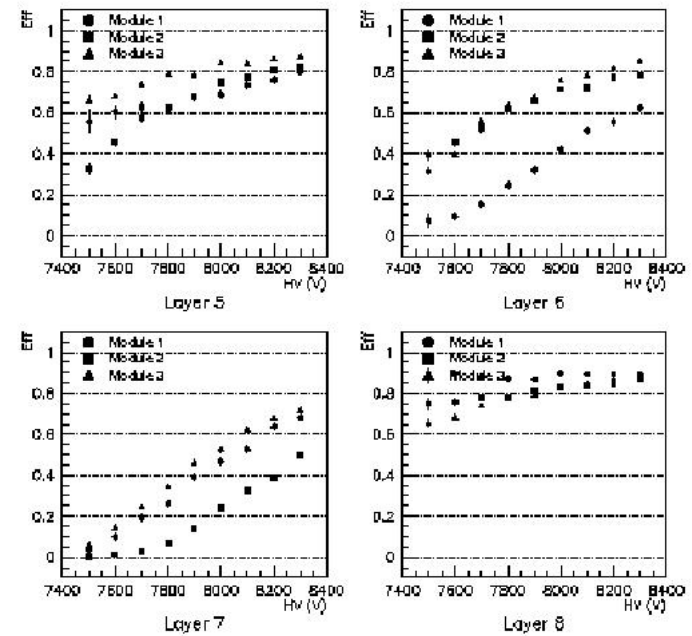 Eff
Module 1
Module 2
Module 3
1
0.8
0.6
0.4
0.2
0
7400 7600 7800 8000 8200 8400
HV (V)
Layer 5
Eff
Module 1
Module 2
Module 3
1
0.8
0.6
0.4
0.2
0
7400 7600 7800 8000 8200 8400
HV (V)
Layer 6
Eff
Module 1
Module 2
Module 3
1
0.8
0.6
0.4
0.2
0
7400 7600 7800 8000 8200 8400
HV (V)
Layer 7
Eff
Module 1
Module 2
Module 3
1
0.8
0.6
0.4
0.2
0
7400 7600 7800 8000 8200 8400
HV (V)
Layer 8